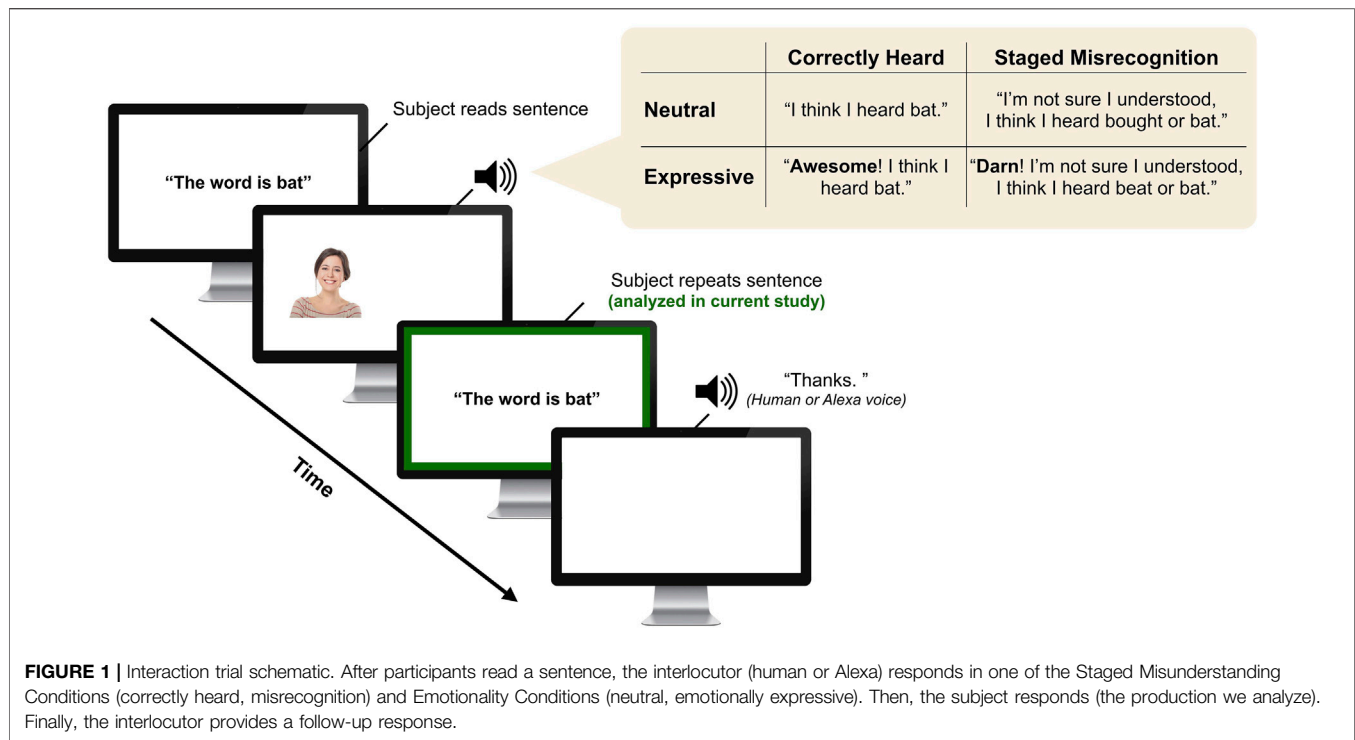 Correctly Heard
Staged Misrecognition
Neutral
“I think I heard bat.”
“I’m not sure I understood,
I think I heard bought or bat.”
Expressive
“Awesome! I think I
heard bat.”
“Darn! I’m not sure I understood,
I think I heard beat or bat.”
Subject reads sentence
“The word is bat”
Subject repeats sentence
(analyzed in current study)
“The word is bat”
“Thanks. ”
(Human or Alexa voice)
Time
FIGURE 1 | Interaction trial schematic. After participants read a sentence, the interlocutor (human or Alexa) responds in one of the Staged Misunderstanding
Conditions (correctly heard, misrecognition) and Emotionality Conditions (neutral, emotionally expressive). Then, the subject responds (the production we analyze).
Finally, the interlocutor provides a follow-up response.